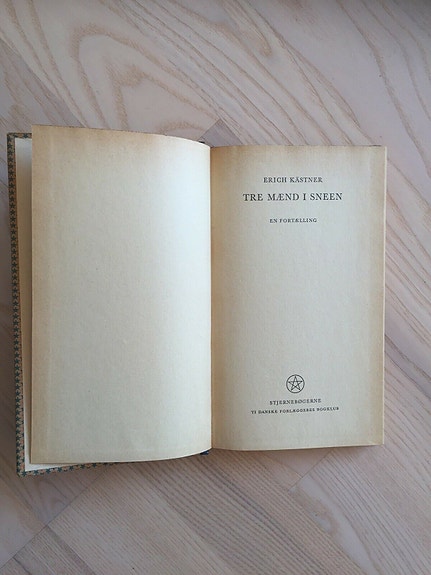 ERICH KÄSTNER
TRE MÆND I SNEEN
EN FORTÆLLING
STJERNEBØGERNE
TI DANSKE FORLÆGGERES BOGKLUB